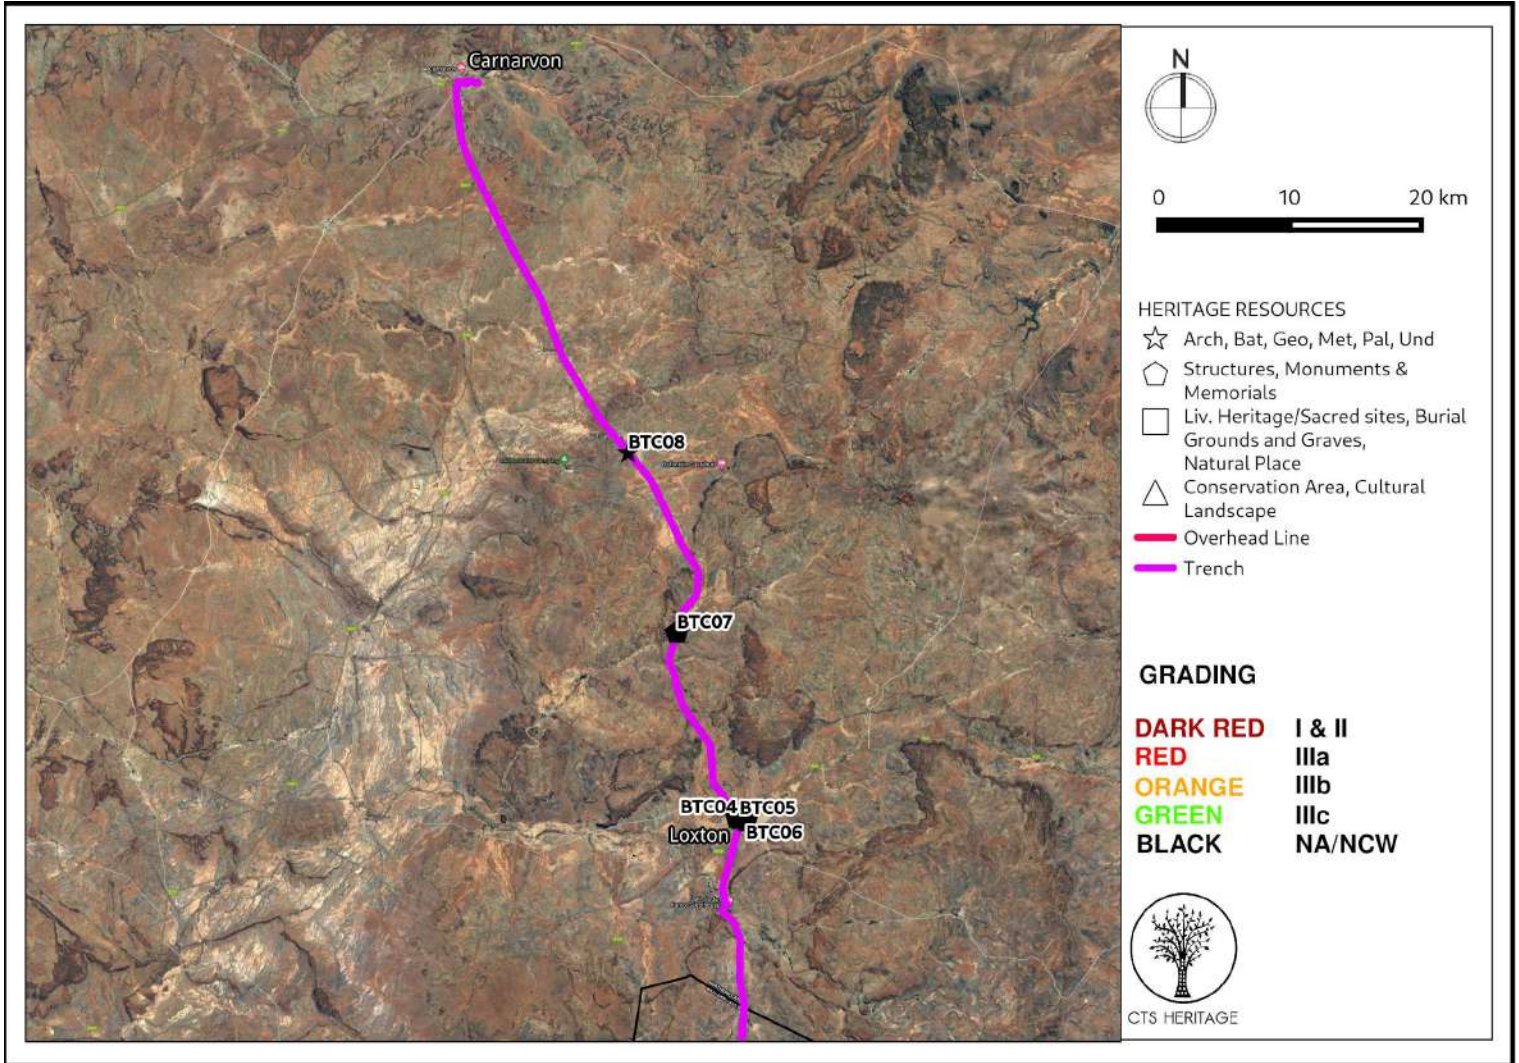 Carnarvon
BTC08
BTC07
BTC04 BTC05
Loxton BTC06
N
0 10 20 km
HERITAGE RESOURCES
Arch, Bat, Geo, Met, Pal, Und
Structures, Monuments &
Memorials
Liv. Heritage/Sacred sites, Burial
Grounds and Graves,
Natural Place
Conservation Area, Cultural
Landscape
Overhead Line
Trench
GRADING
DARK RED I & II
RED IIIa
ORANGE IIIb
GREEN IIIc
BLACK NA/NCW
CTS HERITAGE